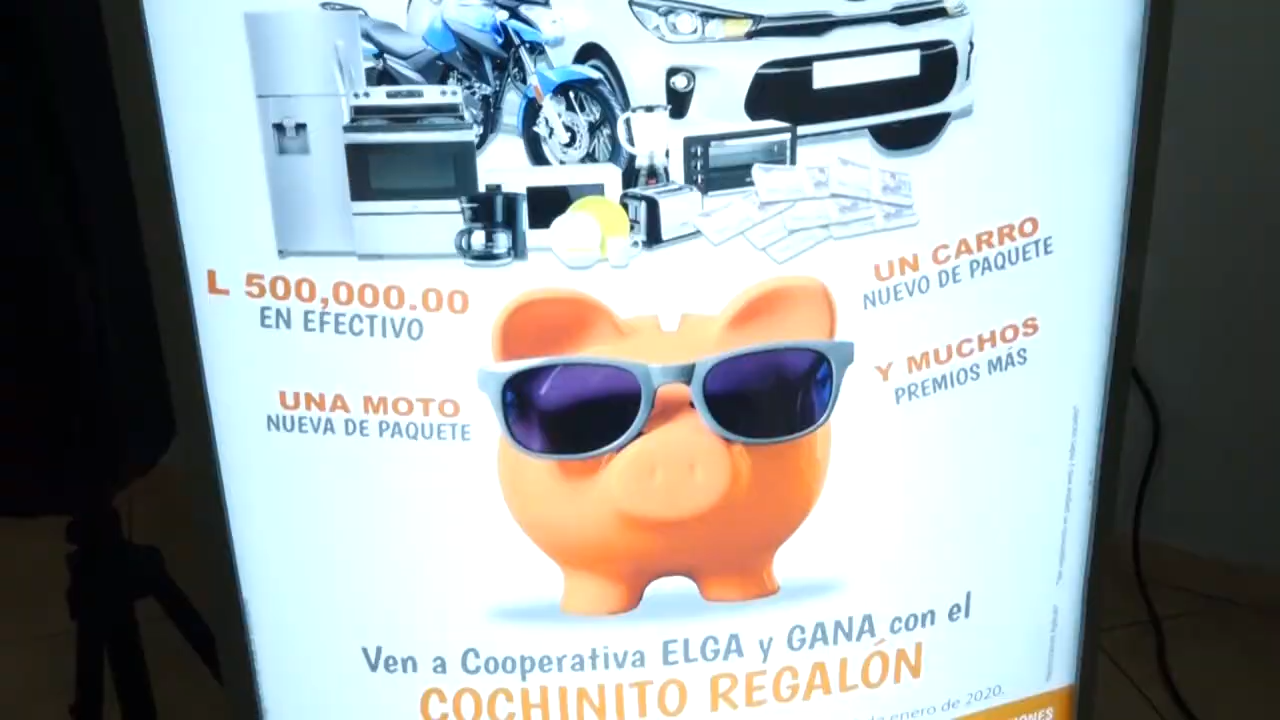 L 500,000.00
EN EFECTIVO
UNA MOTO
NUEVA DE PAQUETE
UN CARRO
NUEVO DE PAQUETE
Y MUCHOS
PREMIOS MÁS
Ven a Cooperativa ELGA y GANA con el
COCHINITO REGALÓN
enero de 2020.